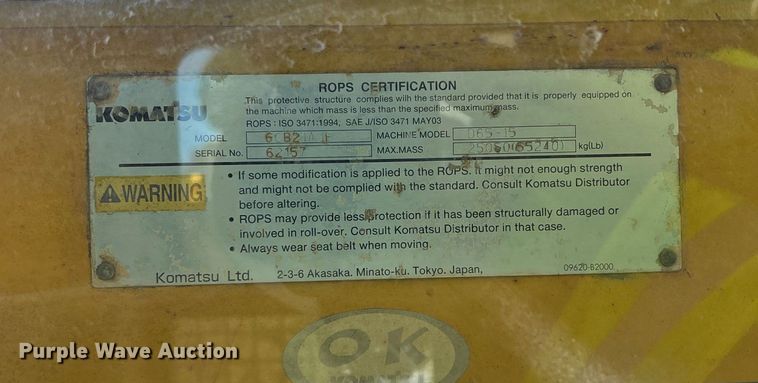 ROPS CERTIFICATION
KOMATSU
This protective structure complies with the standard provided that it is properly equipped on
the machine which mass is less than the specified maximum mass.
ROPS : ISO 3471:1994, SAE J/ISO 3471 MAY03
MODEL MACHINE MODEL D65-15
SERIAL No. 62157 MAX.MASS kg(Lb)
WARNING
• If some modification is applied to the ROPS. It might not enough strength
and might not be complied with the standard. Consult Komatsu Distributor
before altering.
• ROPS may provide less protection if it has been structurally damaged or
involved in roll-over. Consult Komatsu Distributor in that case.
• Always wear seat belt when moving.
Komatsu Ltd. 2-3-6 Akasaka. Minato-ku. Tokyo. Japan, 09620-B2000
OK
KOMATSU
Purple Wave Auction